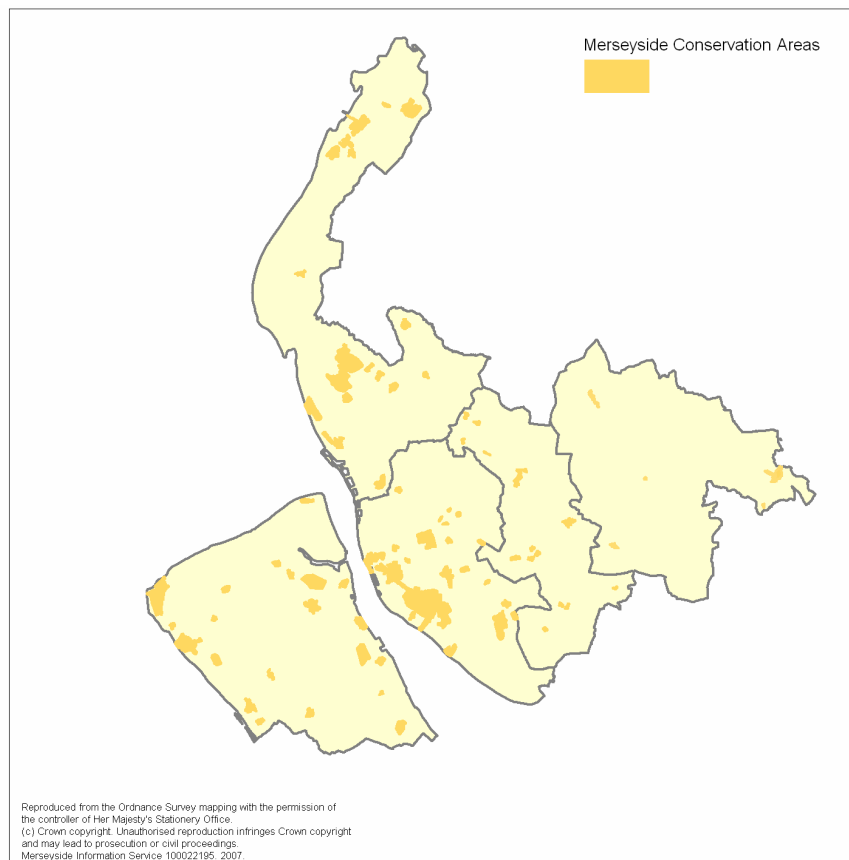 Merseyside Conservation Areas
Reproduced from the Ordnance Survey mapping with the permission of
the controller of Her Majesty's Stationery Office.
(c) Crown copyright. Unauthorised reproduction infringes Crown copyright
and may lead to prosecution or civil proceedings.
Merseyside Information Service 100022195, 2007.